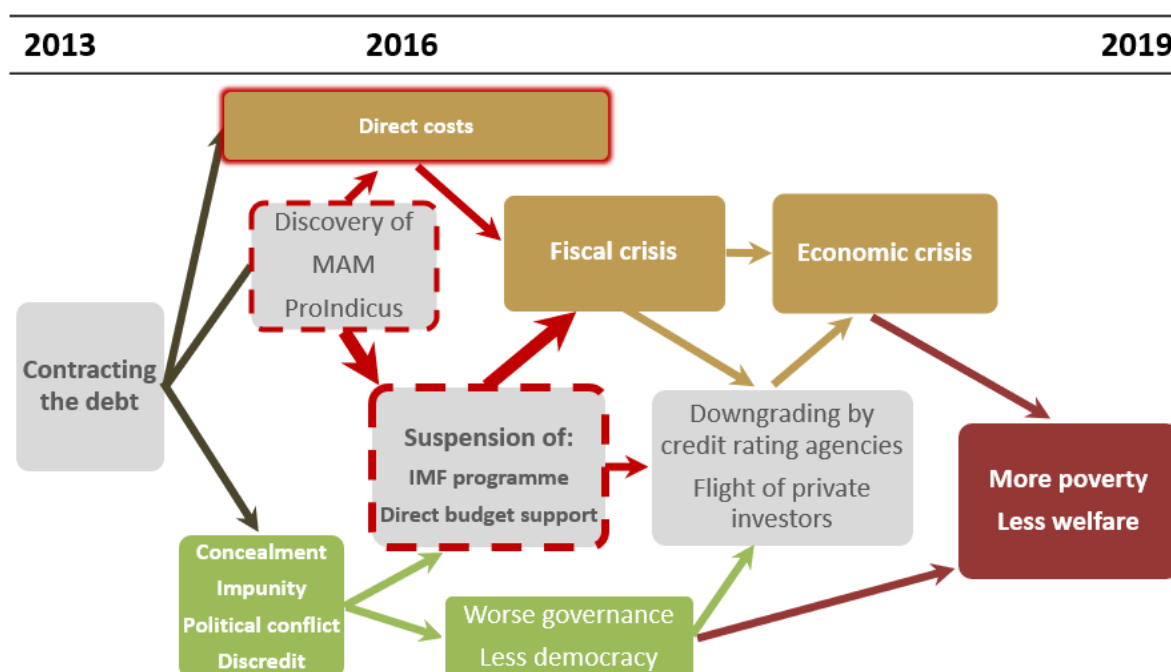 2013 2016 2019
Direct costs
Discovery of
MAM
ProIndicus
Fiscal crisis
Economic crisis
Contracting
the debt
Suspension of:
IMF programme
Direct budget support
Downgrading by
credit rating agencies
Flight of private
investors
More poverty
Less welfare
Concealment
Impunity
Political conflict
Discredit
Worse governance
Less democracy